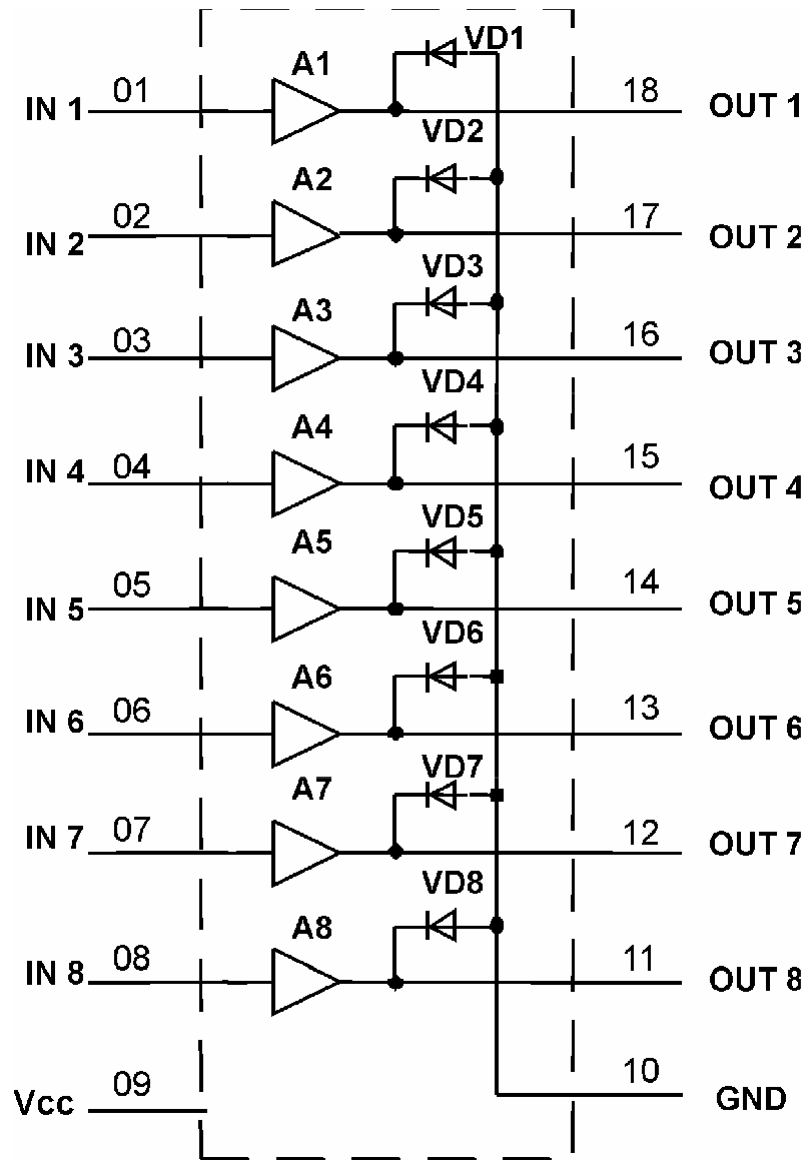 VD1
A1
IN 1 01 18 OUT 1
VD2
A2
IN 2 02 17 OUT 2
VD3
A3
IN 3 03 16 OUT 3
VD4
A4
IN 4 04 15 OUT 4
VD5
A5
IN 5 05 14 OUT 5
VD6
A6
IN 6 06 13 OUT 6
VD7
A7
IN 7 07 12 OUT 7
VD8
A8
IN 8 08 11 OUT 8
Vcc 09 10 GND